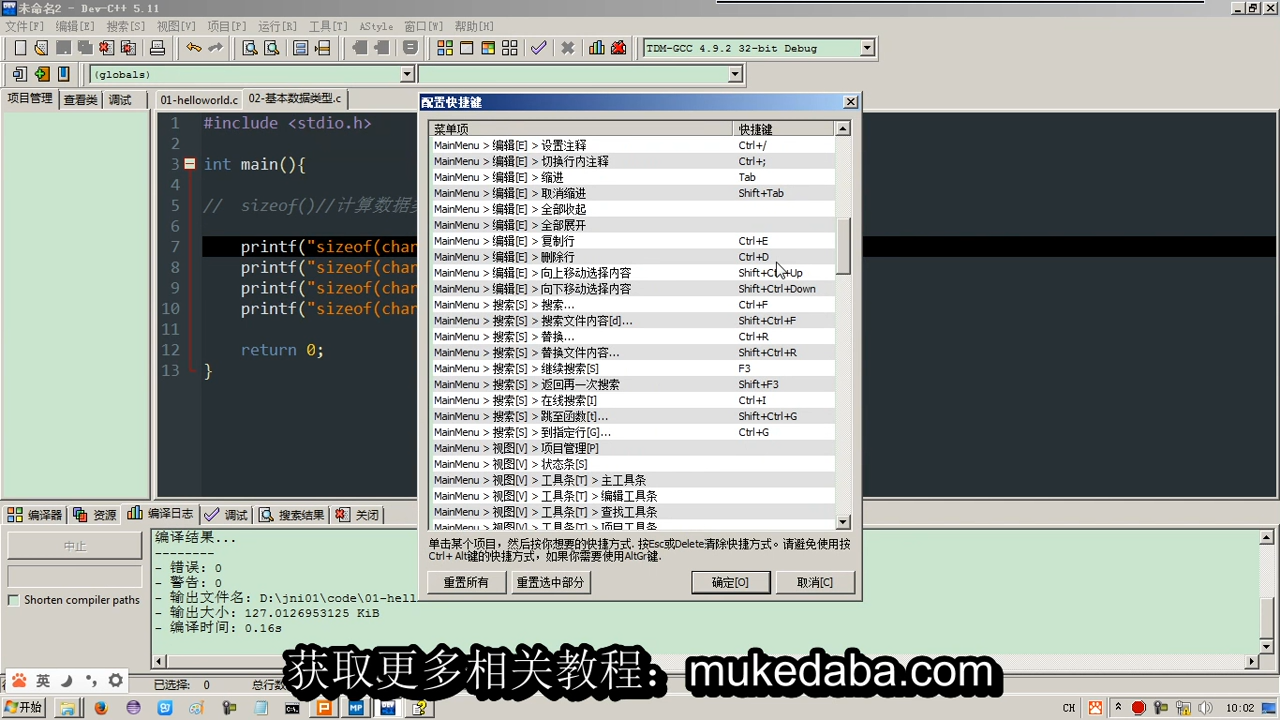 未命名2 - Dev-C++ 5.11
文件[F] 编辑[E] 搜索[S] 视图[V] 项目[P] 运行[R] 工具[T] AStyle 窗口[W] 帮助[H]
TDM-GCC 4.9.2 32-bit Debug
(globals)
项目管理 查看类 调试 01-helloworld.c 02-基本数据类型.c
1 #include <stdio.h>
2
3 int main(){
4
5 // sizeof()//计算数据
6
7 printf("sizeof(char
8 printf("sizeof(char
9 printf("sizeof(char
10 printf("sizeof(char
11
12 return 0;
13 }
配置快捷键
菜单项 快捷键
MainMenu > 编辑[E] > 设置注释 Ctrl+/
MainMenu > 编辑[E] > 切换行内注释 Ctrl+;
MainMenu > 编辑[E] > 缩进 Tab
MainMenu > 编辑[E] > 取消缩进 Shift+Tab
MainMenu > 编辑[E] > 全部收起
MainMenu > 编辑[E] > 全部展开
MainMenu > 编辑[E] > 复制行 Ctrl+E
MainMenu > 编辑[E] > 删除行 Ctrl+D
MainMenu > 编辑[E] > 向上移动选择内容 Shift+Ctrl+Up
MainMenu > 编辑[E] > 向下移动选择内容 Shift+Ctrl+Down
MainMenu > 搜索[S] > 搜索... Ctrl+F
MainMenu > 搜索[S] > 搜索文件内容[d]... Shift+Ctrl+F
MainMenu > 搜索[S] > 替换... Ctrl+R
MainMenu > 搜索[S] > 替换文件内容... Shift+Ctrl+R
MainMenu > 搜索[S] > 继续搜索[S] F3
MainMenu > 搜索[S] > 返回再一次搜索 Shift+F3
MainMenu > 搜索[S] > 在线搜索[I] Ctrl+I
MainMenu > 搜索[S] > 跳至函数[t]... Shift+Ctrl+G
MainMenu > 搜索[S] > 到指定行[G]... Ctrl+G
MainMenu > 视图[V] > 项目管理[P]
MainMenu > 视图[V] > 状态条[S]
MainMenu > 视图[V] > 工具条[T] > 主工具条
MainMenu > 视图[V] > 工具条[T] > 编辑工具条
MainMenu > 视图[V] > 工具条[T] > 查找工具条
MainMenu > 视图[V] > 工具条[T] > 项目工具条
单击某个项目，然后按你想要的快捷方式. 按Esc或Delete清除快捷方式。请避免使用按
Ctrl+ Alt键的快捷方式，如果你需要使用AltGr键.
重置所有 重置选中部分 确定[O] 取消[C]
编译器 资源 编译日志 调试 搜索结果 关闭
中止
Shorten compiler paths
编译结果...
--------
- 错误: 0
- 警告: 0
- 输出文件名: D:\jni01\code\01-hell
- 输出大小: 127.0126953125 KiB
- 编译时间: 0.16s
获取更多相关教程：mukedaba.com
英
已选择: 0 总行数
开始 CH 10:02